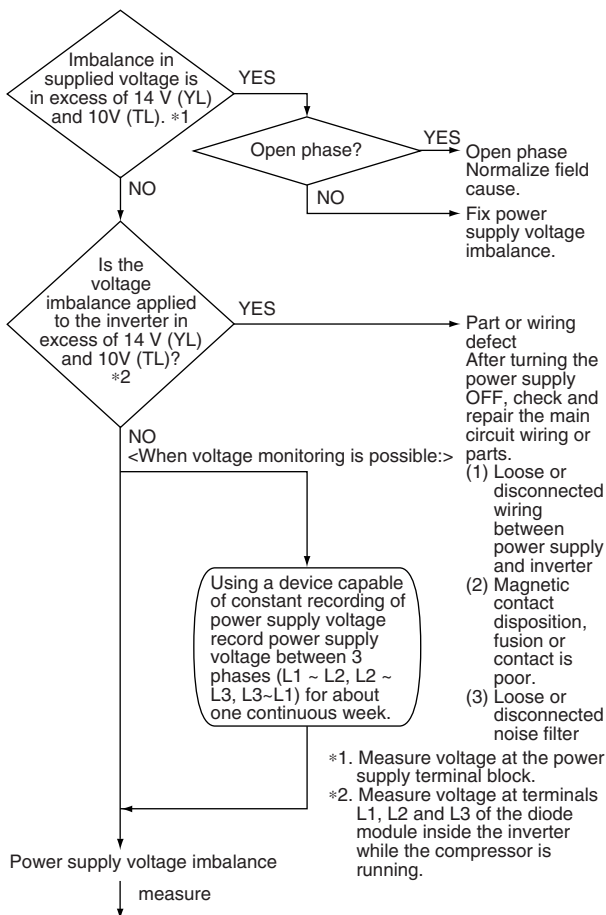 Imbalance in
supplied voltage is
in excess of 14 V (YL)
and 10V (TL). *1
YES
Open phase?
YES
Open phase
Normalize field
cause.
NO
Fix power
supply voltage
imbalance.
NO
Is the
voltage
imbalance applied
to the inverter in
excess of 14 V (YL)
and 10V (TL)?
*2
YES
Part or wiring
defect
After turning the
power supply
OFF, check and
repair the main
circuit wiring or
parts.
(1) Loose or
disconnected
wiring
between
power supply
and inverter
(2) Magnetic
contact
disposition,
fusion or
contact is
poor.
(3) Loose or
disconnected
noise filter
NO
<When voltage monitoring is possible:>
Using a device capable
of constant recording of
power supply voltage
record power supply
voltage between 3
phases (L1 ~ L2, L2 ~
L3, L3~L1) for about
one continuous week.
*1. Measure voltage at the power
supply terminal block.
*2. Measure voltage at terminals
L1, L2 and L3 of the diode
module inside the inverter
while the compressor is
running.
Power supply voltage imbalance
measure